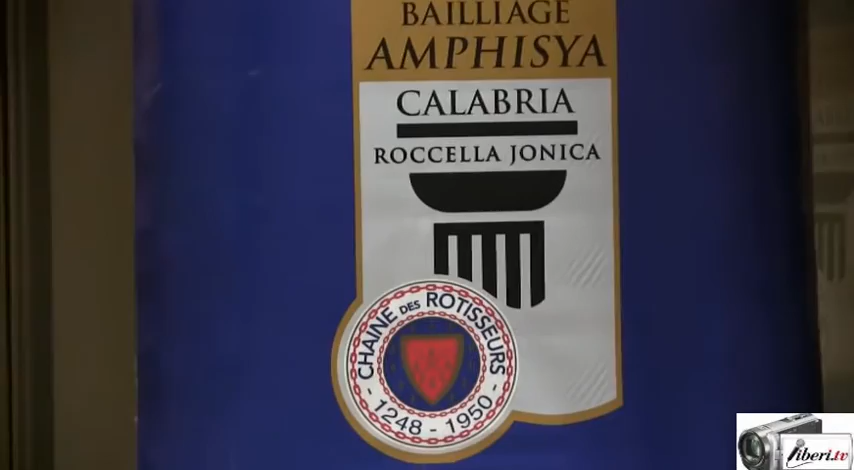 BAILLIAGE
AMPHISYA
CALABRIA
ROCCELLA JONICA
CHAINE DES ROTISSEURS
- 1248 - 1950 -
liberi.tv